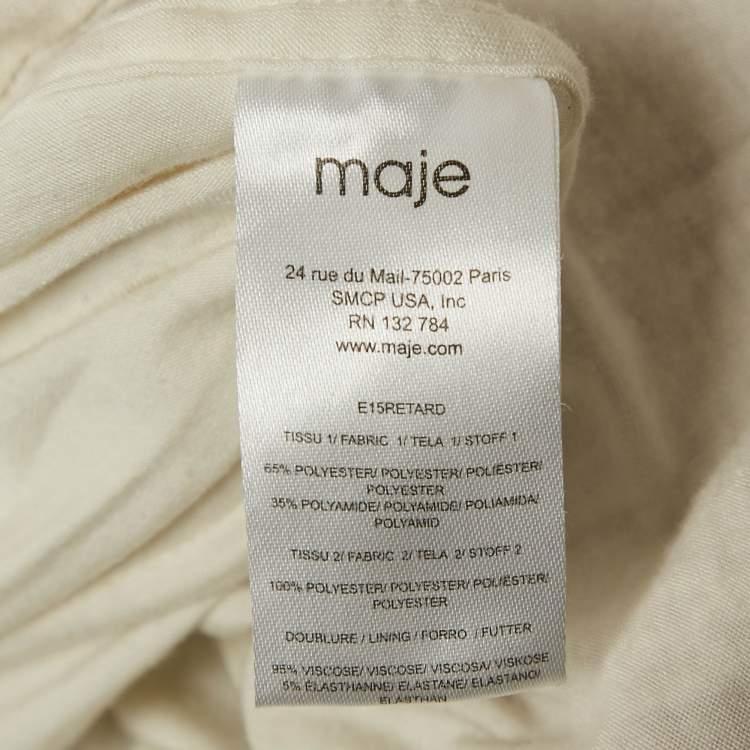 maje
24 rue du Mail-75002 Paris
SMCP USA, Inc
RN 132 784
www.maje.com
E15RETARD
TISSU 1/ FABRIC 1/ TELA 1/ STOFF 1
65% POLYESTER/ POLYESTER/ POLIESTER/
POLYESTER
35% POLYAMIDE/ POLYAMIDE/ POLIAMIDA/
POLYAMID
TISSU 2/ FABRIC 2/ TELA 2/ STOFF 2
100% POLYESTER/ POLYESTER/ POLIESTER/
POLYESTER
DOUBLURE / LINING / FORRO / FUTTER
95% VISCOSE/ VISCOSE/ VISCOSA/ VISKOSE
5% ELASTHANNE/ ELASTANE/ ELASTANO/
ELASTHAN